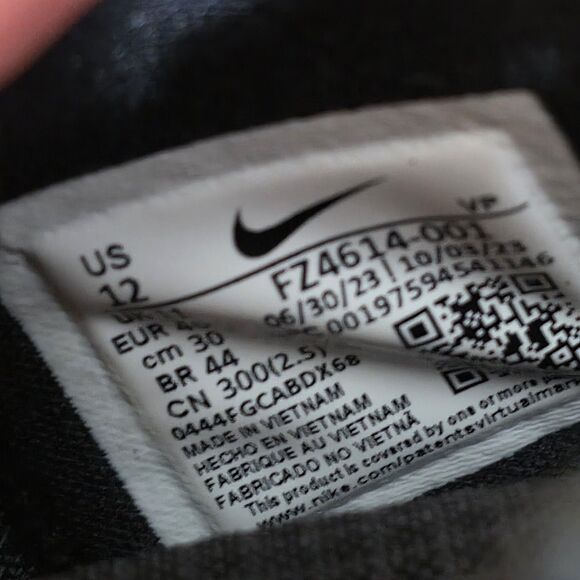 VP
US
12
FZ4614-001
06/30/23 | 10/03/23
00197594541146
EUR
cm 30
BR 44
CN 300(2.5)
0444FGCABDX68
MADE IN VIETNAM
HECHO EN VIETNAM
FABRIQUE AU VIETNAM
FABRICADO NO VIETNÃ
This product is covered by one or more
www.nike.com/patentsvirtualmar